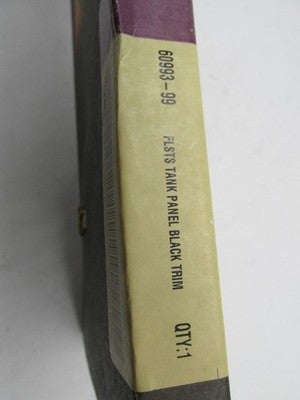 60993-99
FLSTS TANK PANEL BLACK TRIM
QTY:1